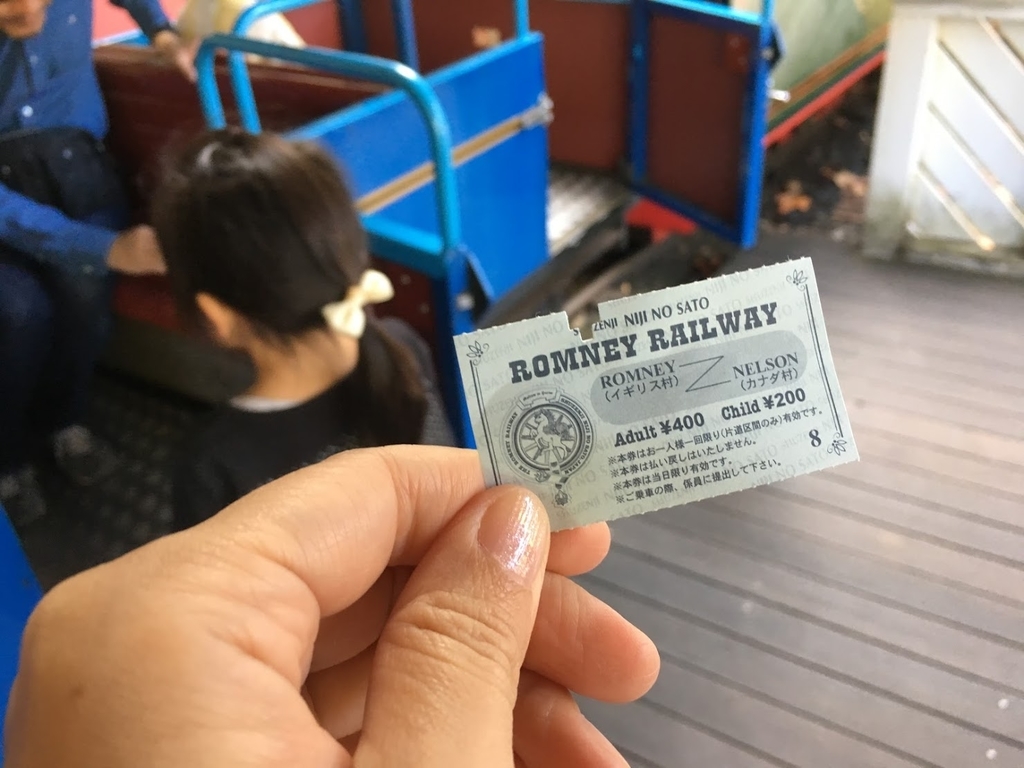 ZENJI NIJI NO SATO
ROMNEY RAILWAY
ROMNEY NELSON
(イギリス村) (カナダ村)
Adult ¥400 Child ¥200
※本券はお一人様一回限り(片道区間のみ)有効です。
※本券は払い戻しはいたしません。
※本券は当日限り有効です。
※ご乗車の際、係員に提出して下さい。
8